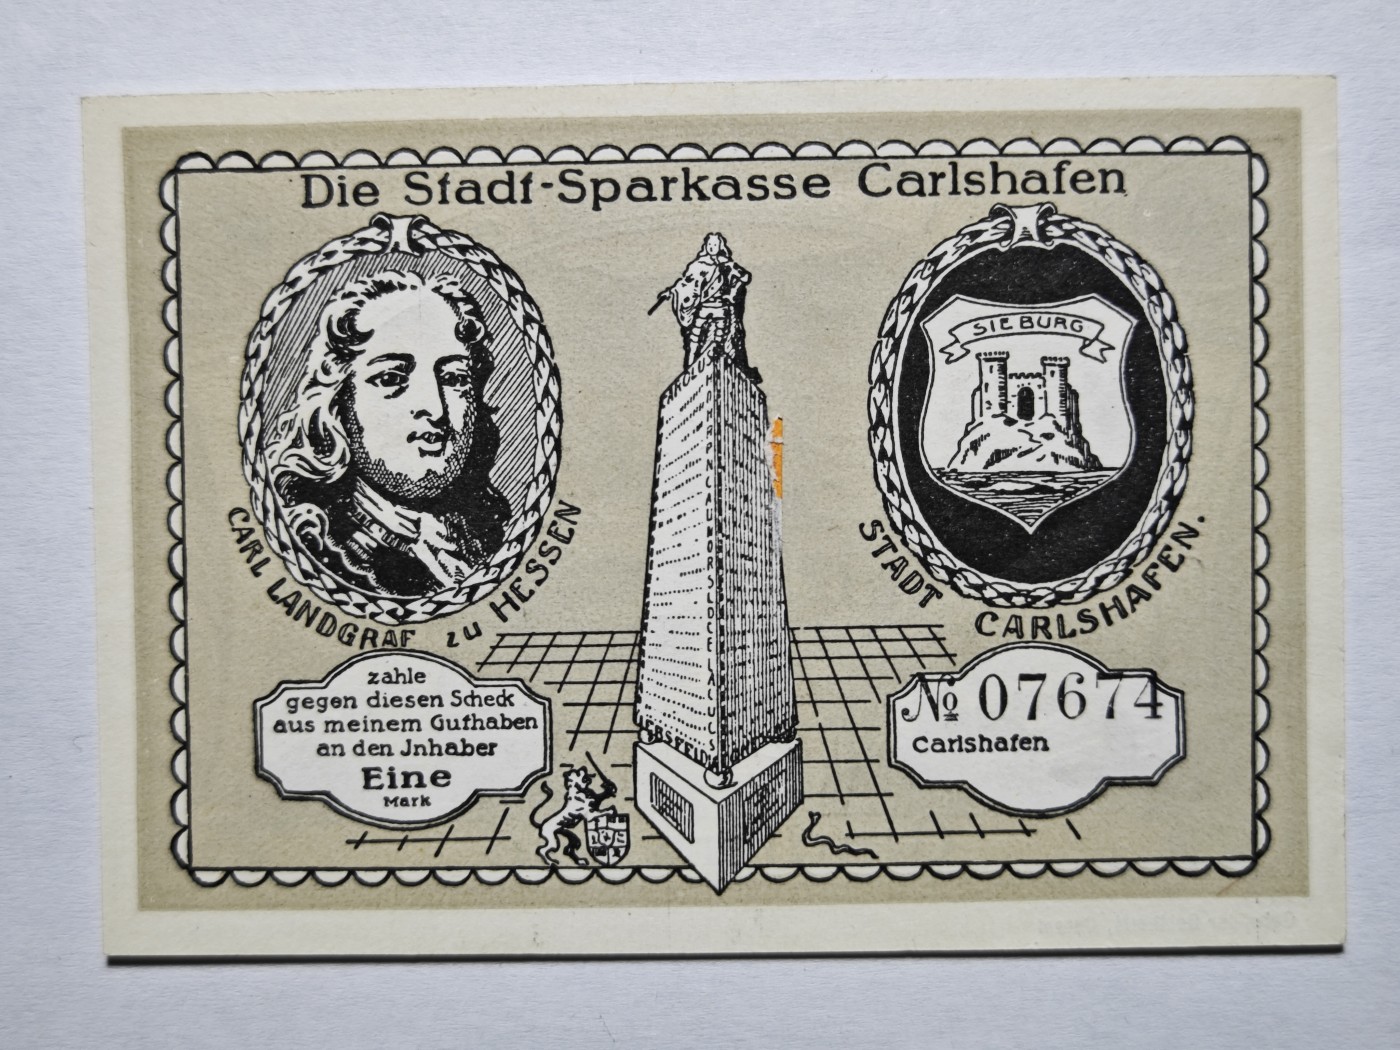 Die Stadt-Sparkasse Carlshafen
SIEBURG
CARL LANDGRAF zu HESSEN
STADT CARLSHAFEN.
zahle
gegen diesen Scheck
aus meinem Guthaben
an den Jnhaber
Eine
Mark
№ 07674
Carlshafen